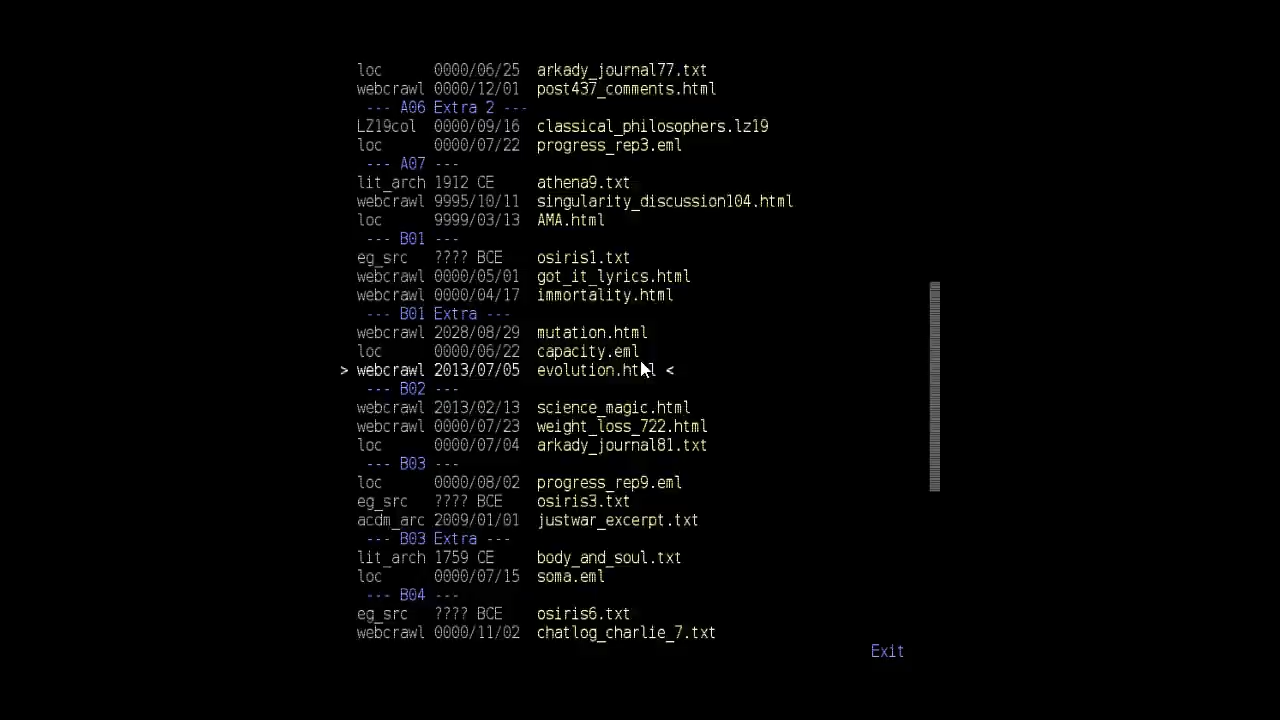 loc 0000/06/25 arkady_journal77.txt
webcrawl 0000/12/01 post437_comments.html
--- A06 Extra 2 ---
LZ19col 0000/09/16 classical_philosophers.lz19
loc 0000/07/22 progress_rep3.eml
--- A07 ---
lit_arch 1912 CE athena9.txt
webcrawl 9995/10/11 singularity_discussion104.html
loc 9999/03/13 AMA.html
--- B01 ---
eg_src ???? BCE osiris1.txt
webcrawl 0000/05/01 got_it_lyrics.html
webcrawl 0000/04/17 immortality.html
--- B01 Extra ---
webcrawl 2028/08/29 mutation.html
loc 0000/06/22 capacity.eml
> webcrawl 2013/07/05 evolution.html <
--- B02 ---
webcrawl 2013/02/13 science_magic.html
webcrawl 0000/07/23 weight_loss_722.html
loc 0000/07/04 arkady_journal81.txt
--- B03 ---
loc 0000/08/02 progress_rep9.eml
eg_src ???? BCE osiris3.txt
acdm_arc 2009/01/01 justwar_excerpt.txt
--- B03 Extra ---
lit_arch 1759 CE body_and_soul.txt
loc 0000/07/15 soma.eml
--- B04 ---
eg_src ???? BCE osiris6.txt
webcrawl 0000/11/02 chatlog_charlie_7.txt
Exit